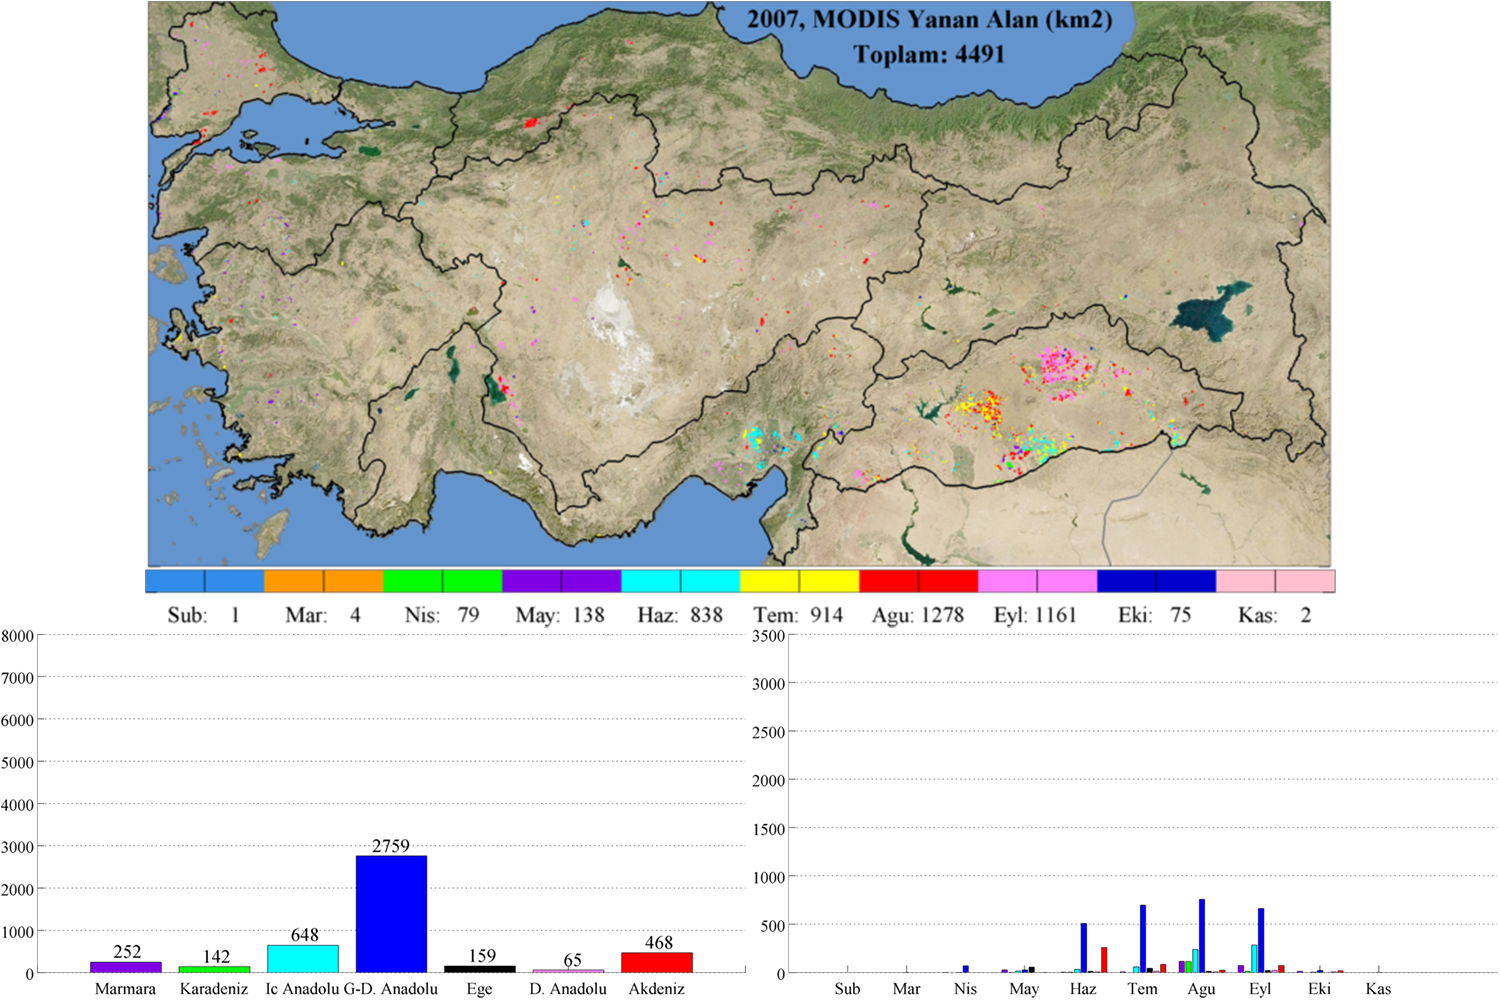 2007, MODIS Yanan Alan (km2)
Toplam: 4491
Sub: 1 Mar: 4 Nis: 79 May: 138 Haz: 838 Tem: 914 Agu: 1278 Eyl: 1161 Eki: 75 Kas: 2
8000
7000
6000
5000
4000
3000
2000
1000
0
252 142 648 2759 159 65 468
Marmara Karadeniz Ic Anadolu G-D. Anadolu Ege D. Anadolu Akdeniz
3500
3000
2500
2000
1500
1000
500
0
Sub Mar Nis May Haz Tem Agu Eyl Eki Kas